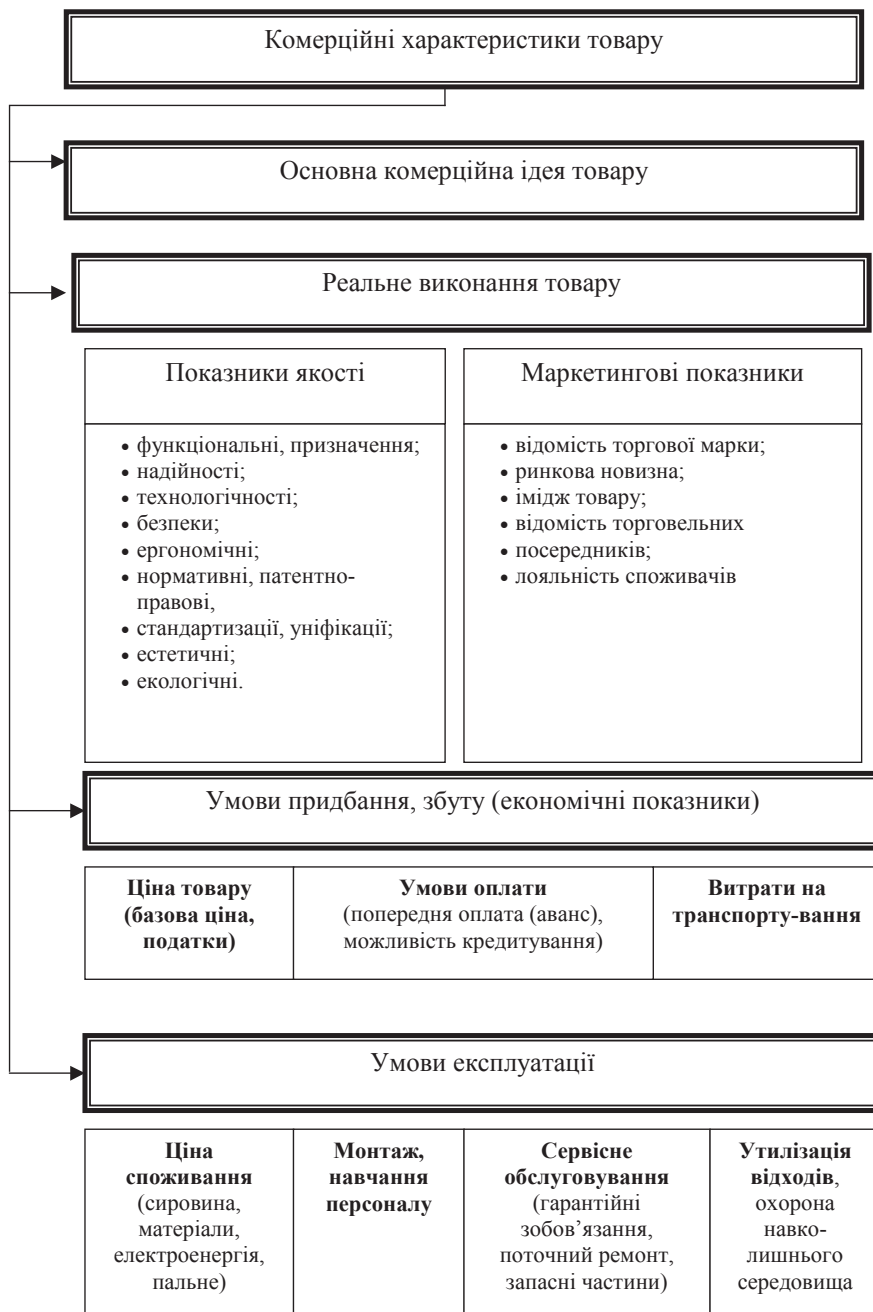 Комерційні характеристики товару
Основна комерційна ідея товару
Реальне виконання товару
Показники якості
• функціональні, призначення;
• надійності;
• технологічності;
• безпеки;
• ергономічні;
• нормативні, патентно-
правові,
• стандартизації, уніфікації;
• естетичні;
• екологічні.
Маркетингові показники
• відомість торгової марки;
• ринкова новизна;
• імідж товару;
• відомість торговельних
• посередників;
• лояльність споживачів
Умови придбання, збуту (економічні показники)
Ціна товару
(базова ціна,
податки)
Умови оплати
(попередня оплата (аванс),
можливість кредитування)
Витрати на
транспорту-вання
Умови експлуатації
Ціна
споживання
(сировина,
матеріали,
електроенергія,
пальне)
Монтаж,
навчання
персоналу
Сервісне
обслуговування
(гарантійні
зобов’язання,
поточний ремонт,
запасні частини)
Утилізація
відходів,
охорона
навко-
лишнього
середовища